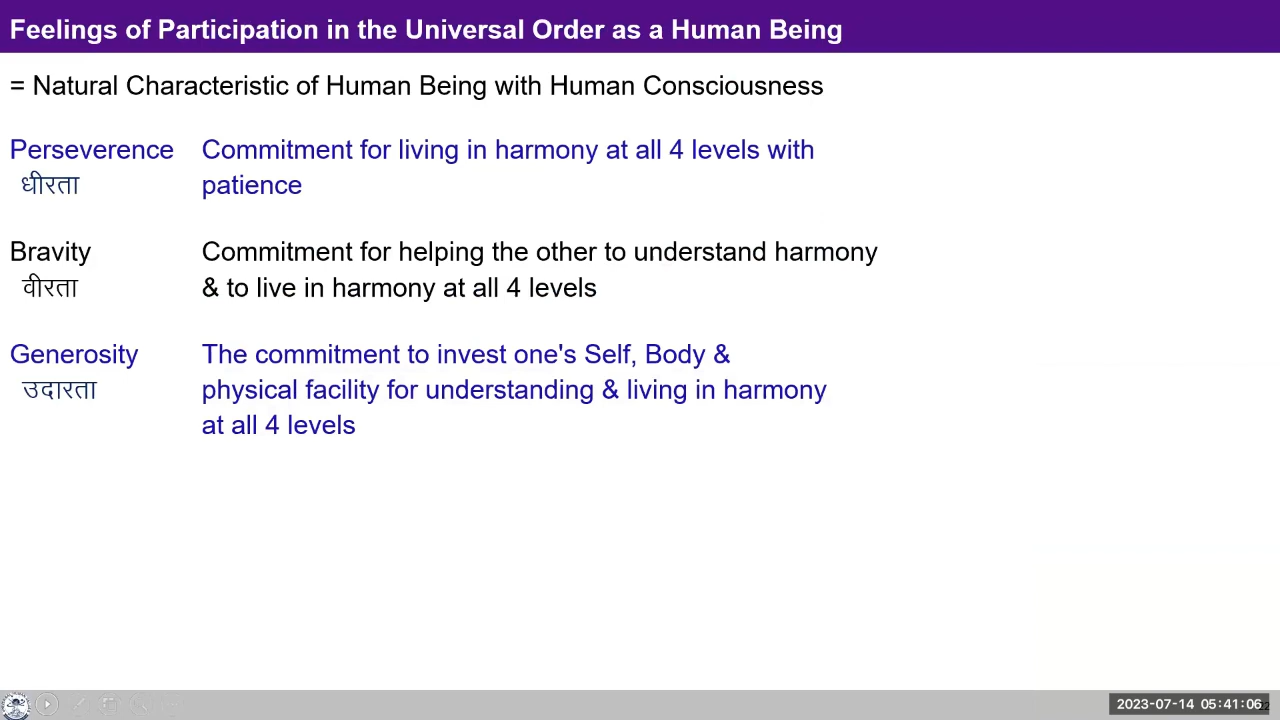 Feelings of Participation in the Universal Order as a Human Being
= Natural Characteristic of Human Being with Human Consciousness
Perseverence Commitment for living in harmony at all 4 levels with
धीरता patience
Bravity Commitment for helping the other to understand harmony
वीरता & to live in harmony at all 4 levels
Generosity The commitment to invest one's Self, Body &
उदारता physical facility for understanding & living in harmony
at all 4 levels
2023-07-14 05:41:06
22